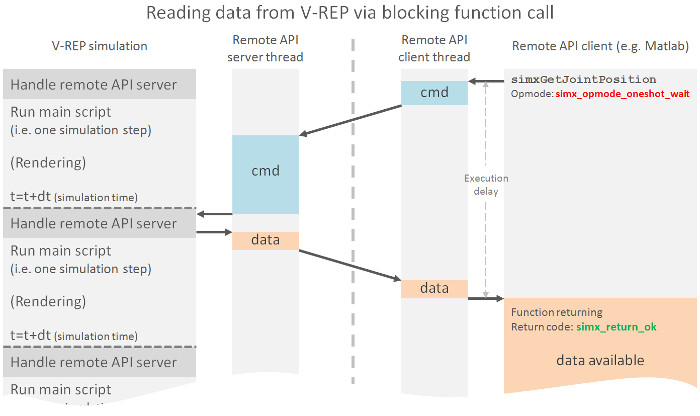 Reading data from V-REP via blocking function call
V-REP simulation
Remote API
server thread
Remote API
client thread
Remote API client (e.g. Matlab)
Handle remote API server
Run main script
(i.e. one simulation step)
(Rendering)
t=t+dt (simulation time)
Handle remote API server
Run main script
(i.e. one simulation step)
(Rendering)
t=t+dt (simulation time)
Handle remote API server
Run main script
cmd
data
cmd
data
Execution
delay
simxGetJointPosition
Opmode: simx_opmode_oneshot_wait
Function returning
Return code: simx_return_ok
data available